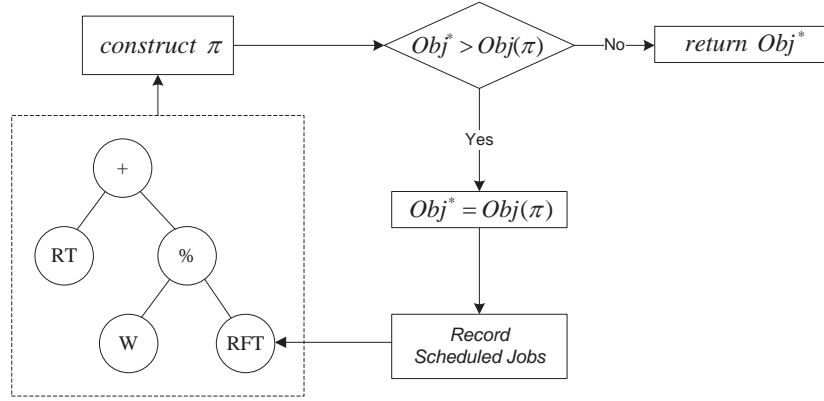 construct π
Obj* > Obj(π)
No
return Obj*
Yes
+
RT
%
W
RFT
Obj* = Obj(π)
Record
Scheduled Jobs